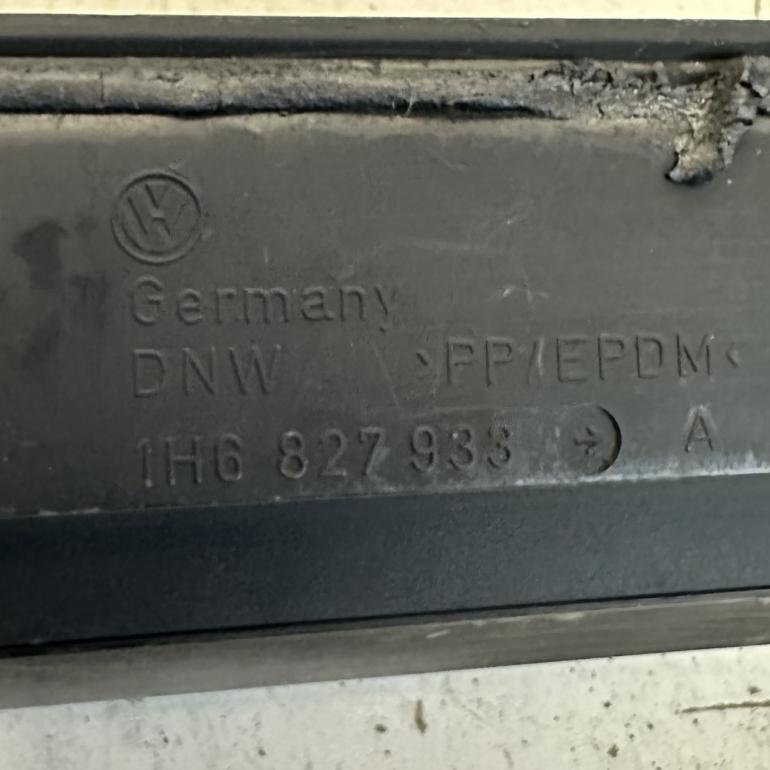 Germany
DNW >PP/EPDM<
1H6 827 933 A